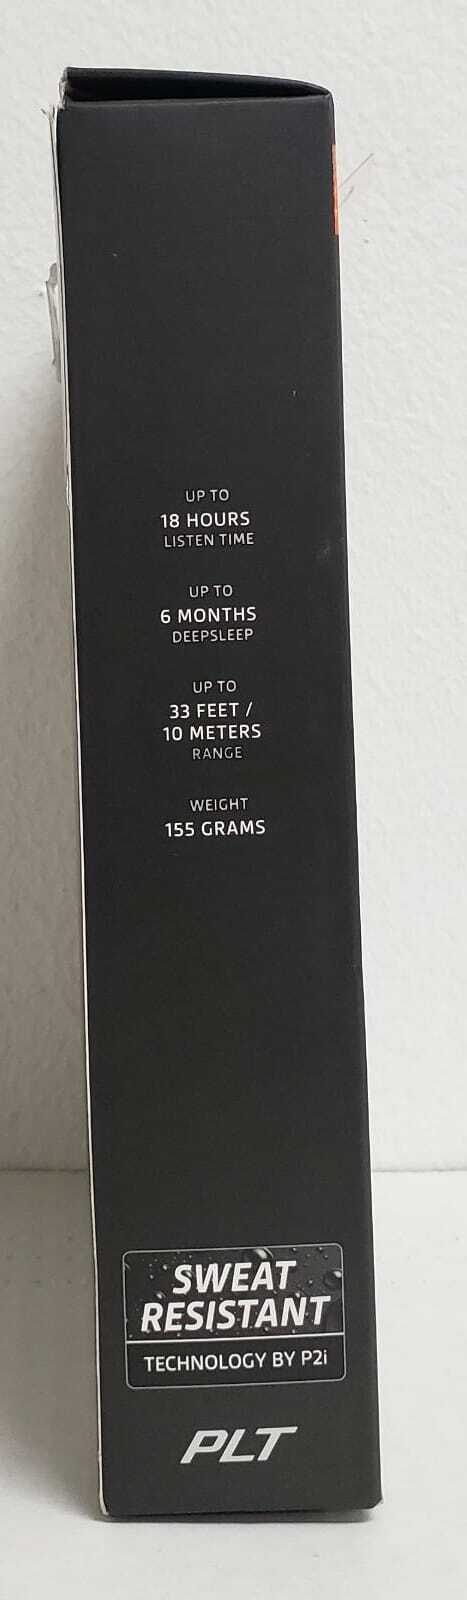 UP TO
18 HOURS
LISTEN TIME
UP TO
6 MONTHS
DEEPSLEEP
UP TO
33 FEET /
10 METERS
RANGE
WEIGHT
155 GRAMS
SWEAT
RESISTANT
TECHNOLOGY BY P2i
PLT